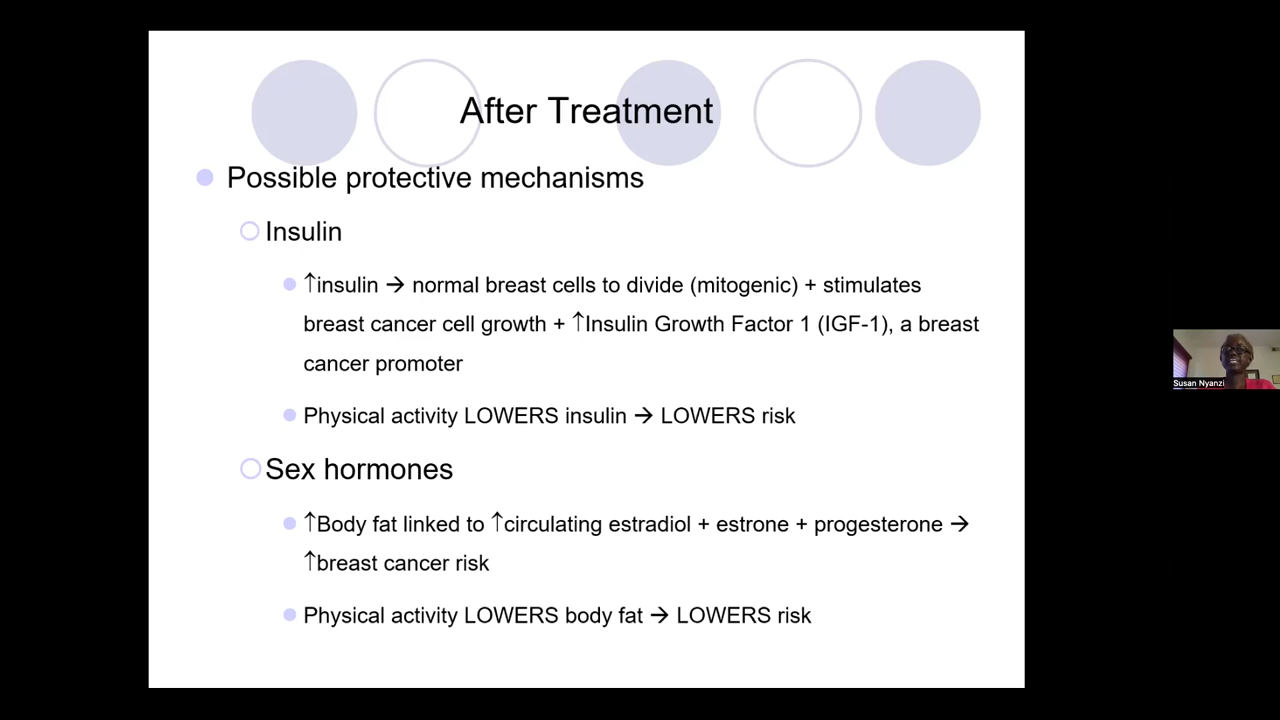 After Treatment
Possible protective mechanisms
Insulin
↑insulin → normal breast cells to divide (mitogenic) + stimulates
breast cancer cell growth + ↑Insulin Growth Factor 1 (IGF-1), a breast
cancer promoter
Physical activity LOWERS insulin → LOWERS risk
Sex hormones
↑Body fat linked to ↑circulating estradiol + estrone + progesterone →
↑breast cancer risk
Physical activity LOWERS body fat → LOWERS risk
Susan Nyanzi